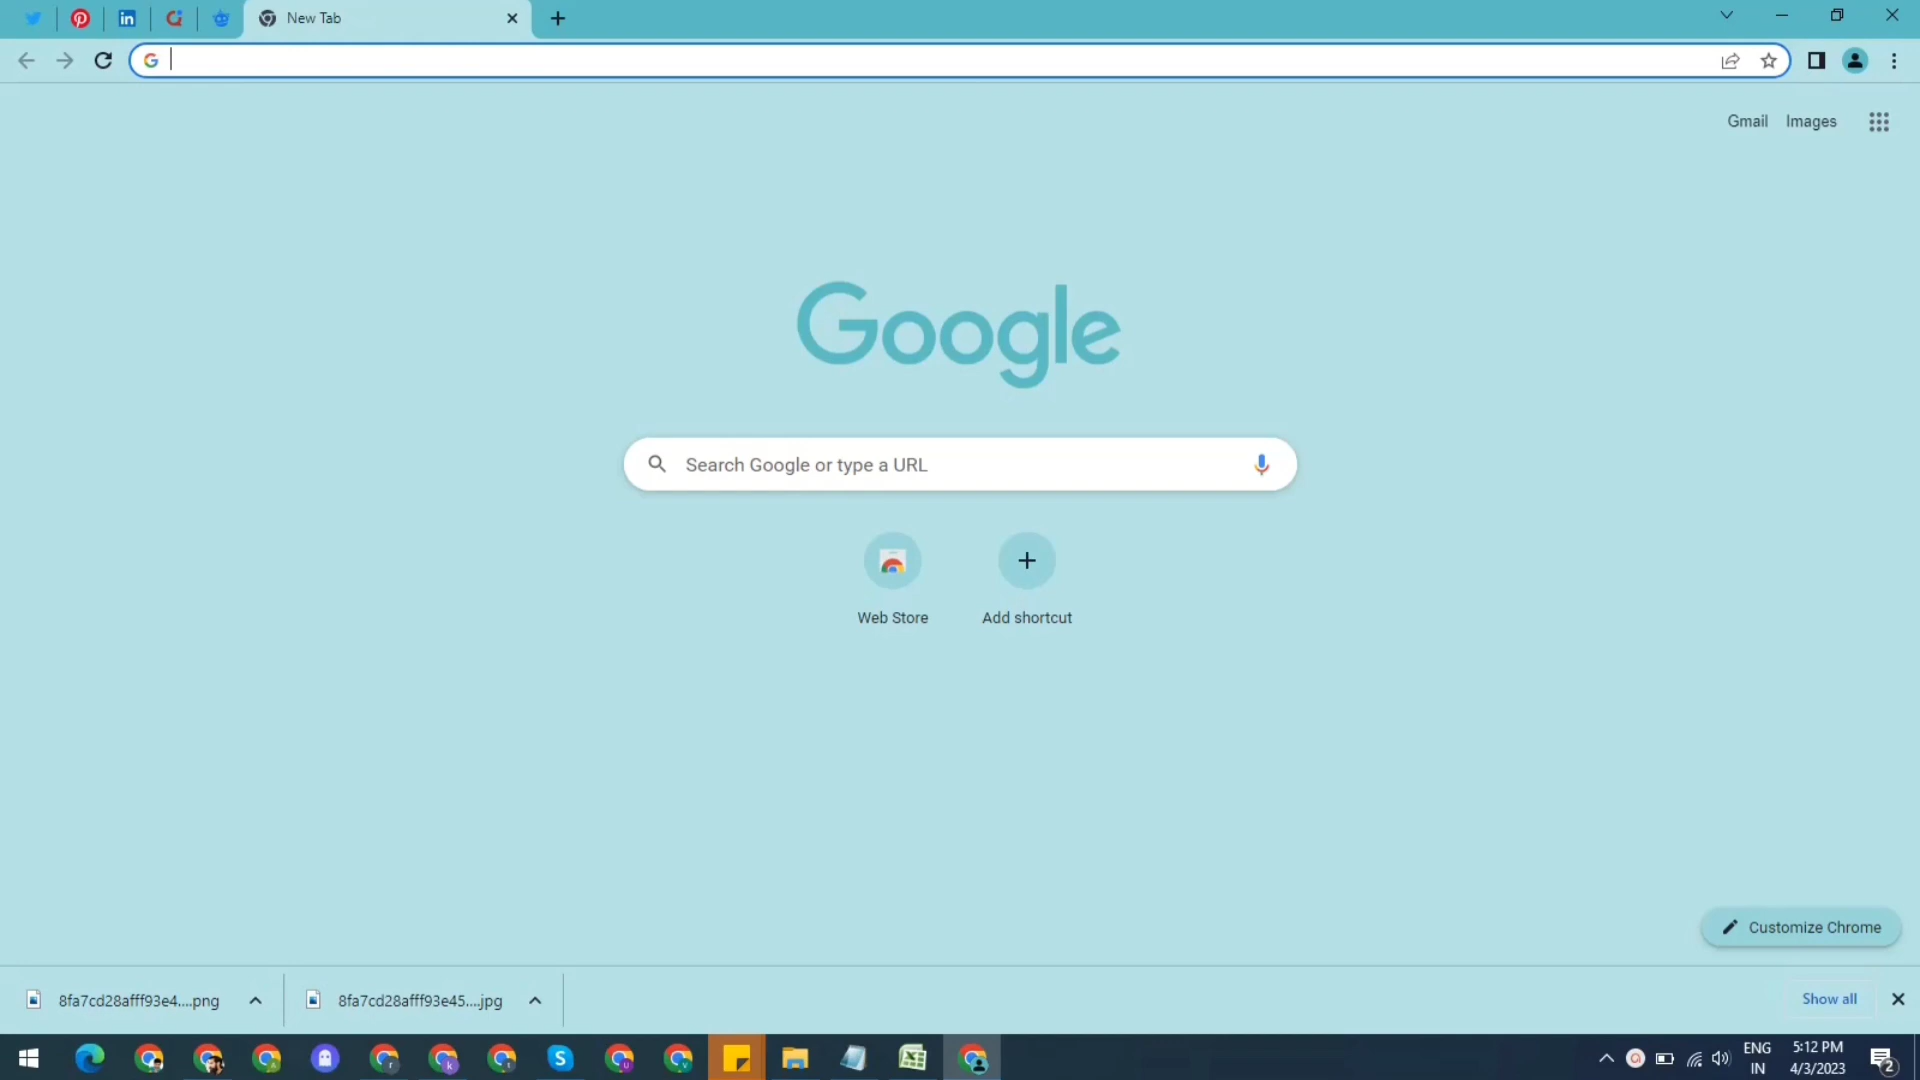 New Tab
Gmail Images
Google
Search Google or type a URL
Web Store Add shortcut
Customize Chrome
8fa7cd28afff93e4....png 8fa7cd28afff93e45....jpg Show all
ENG 5:12 PM
IN 4/3/2023 2